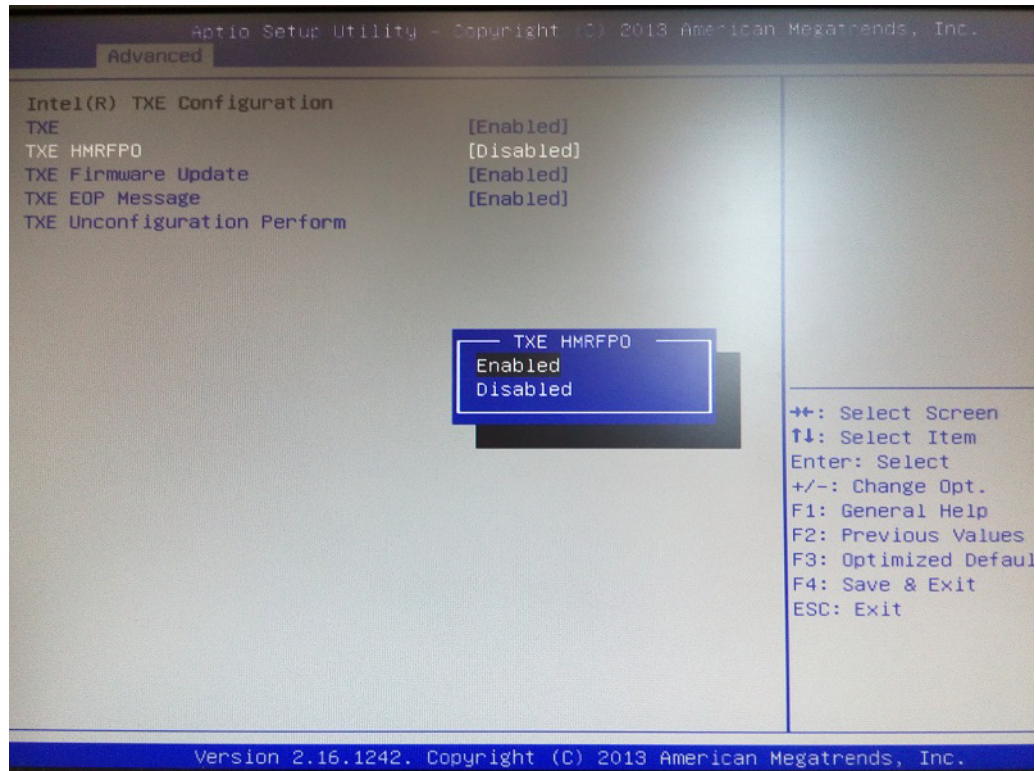 Aptio Setup Utility - Copyright (C) 2013 American Megatrends, Inc.
Advanced
Intel(R) TXE Configuration
TXE [Enabled]
TXE HMRFPO [Disabled]
TXE Firmware Update [Enabled]
TXE EOP Message [Enabled]
TXE Unconfiguration Perform
TXE HMRFPO
Enabled
Disabled
→←: Select Screen
↑↓: Select Item
Enter: Select
+/-: Change Opt.
F1: General Help
F2: Previous Values
F3: Optimized Defaul
F4: Save & Exit
ESC: Exit
Version 2.16.1242. Copyright (C) 2013 American Megatrends, Inc.